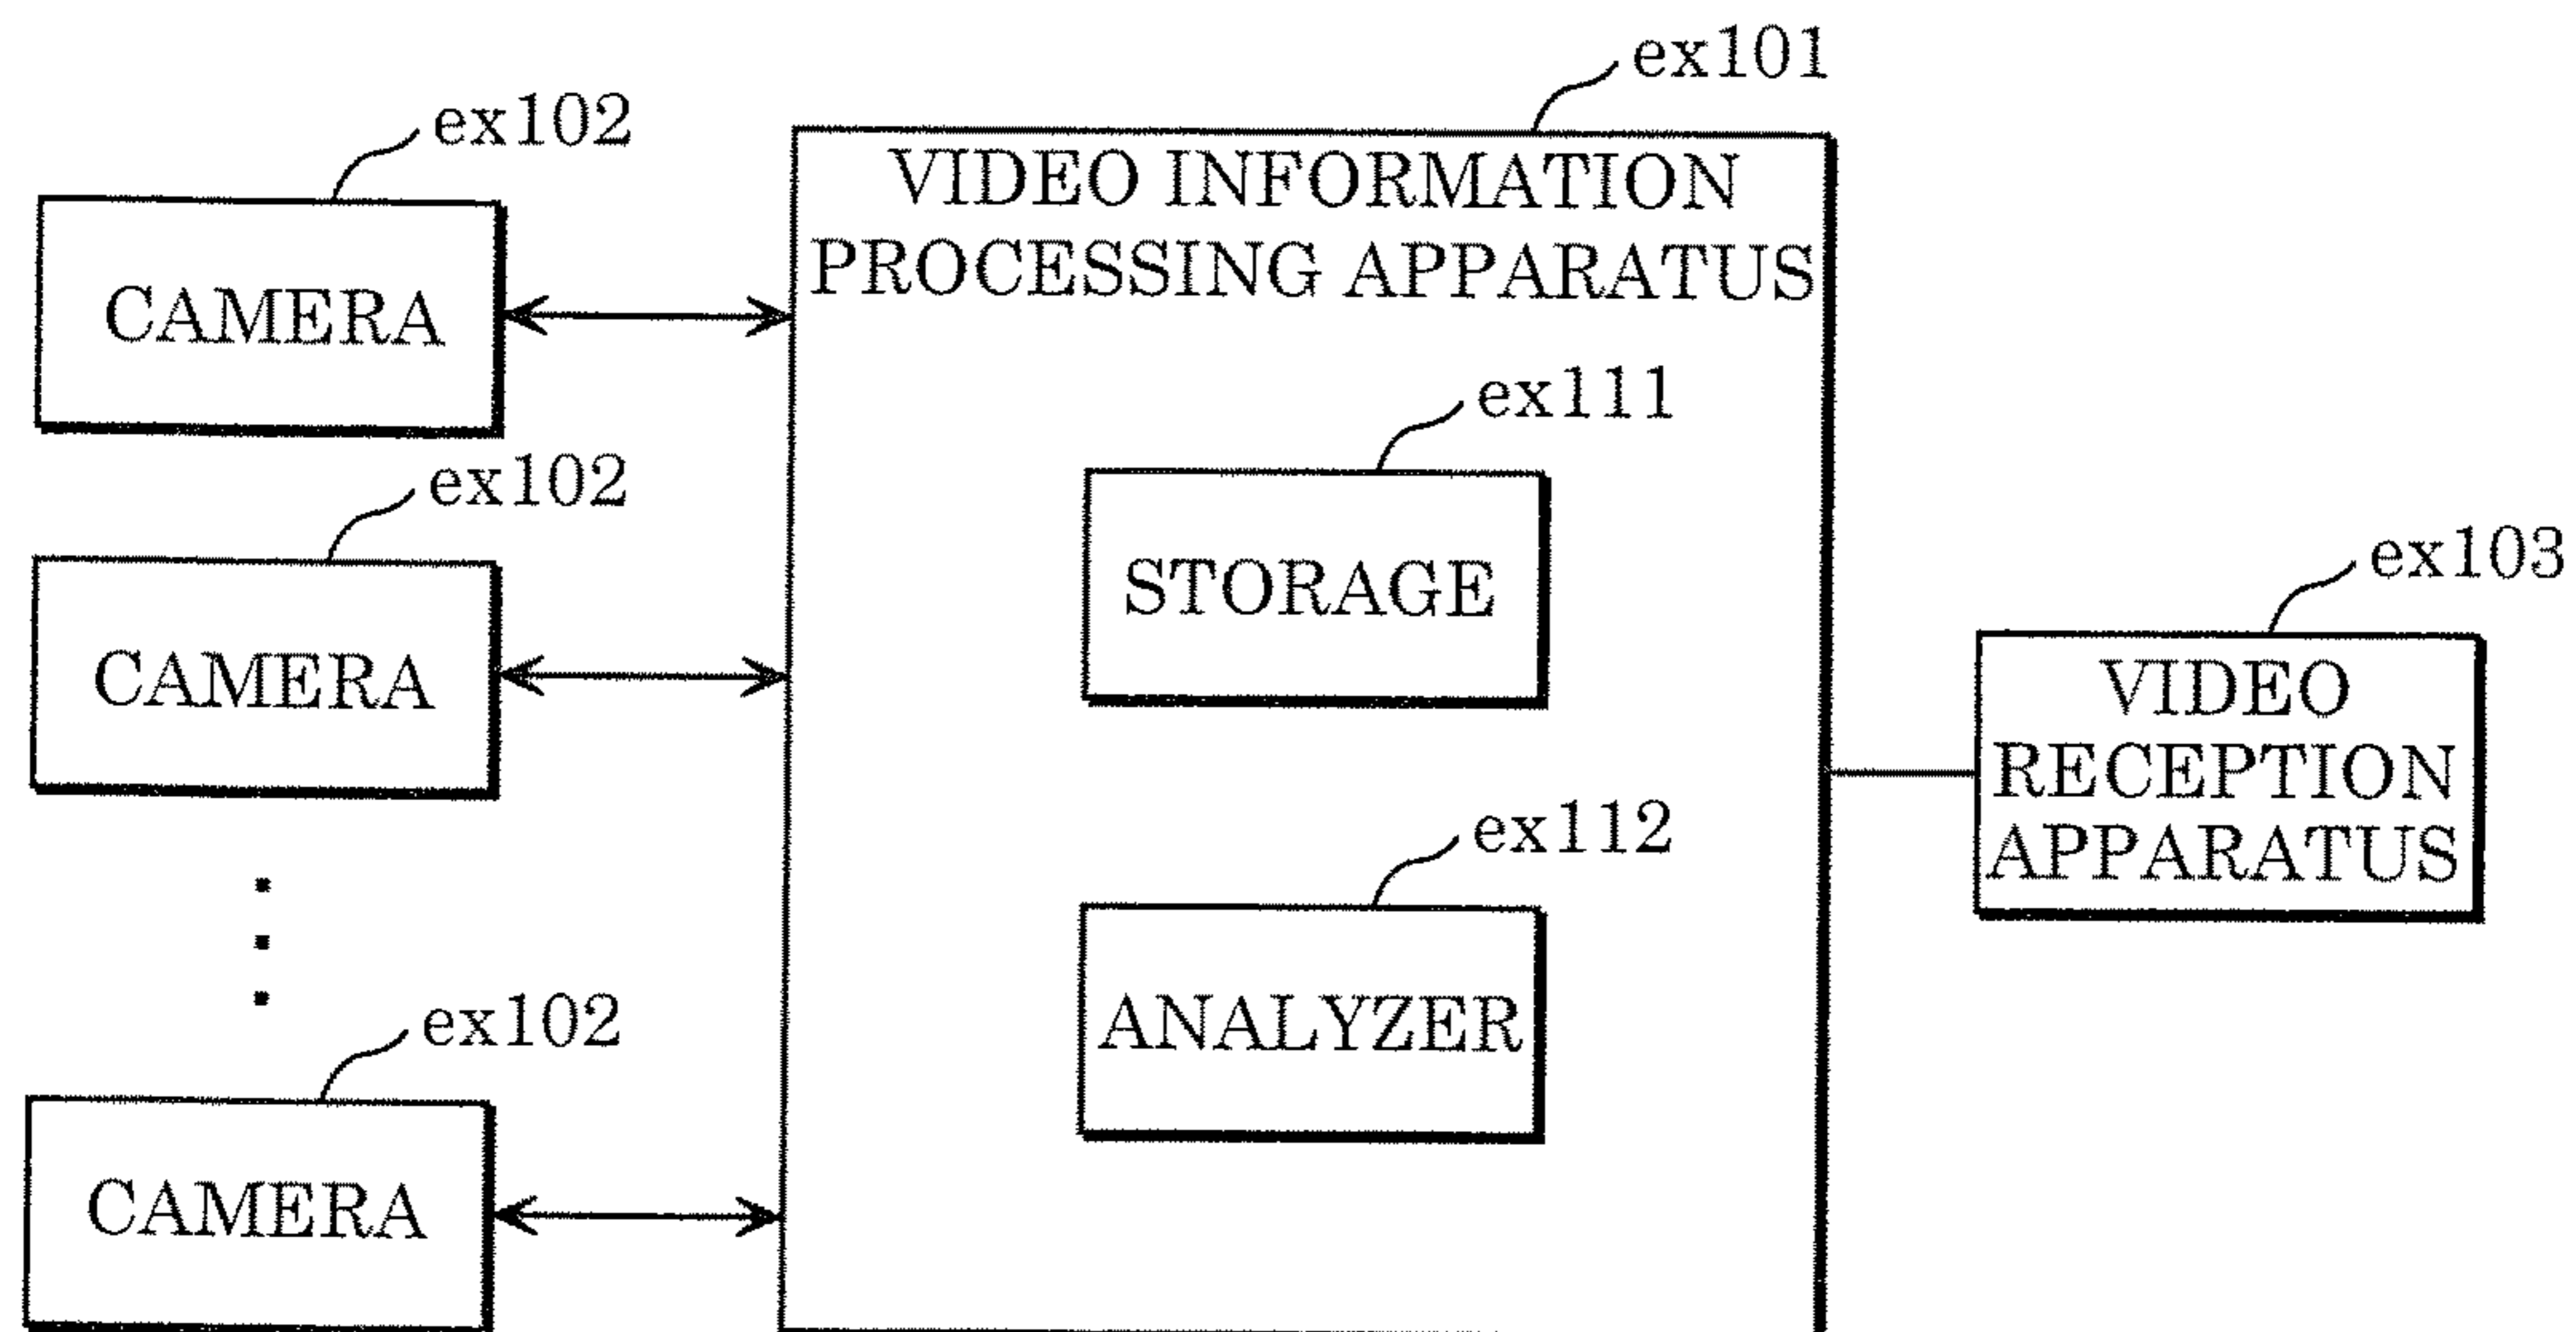 ex101
ex102
VIDEO INFORMATION
PROCESSING APPARATUS
CAMERA
ex111
ex102
STORAGE
ex103
CAMERA
VIDEO
RECEPTION
APPARATUS
ex112
ANALYZER
ex102
CAMERA